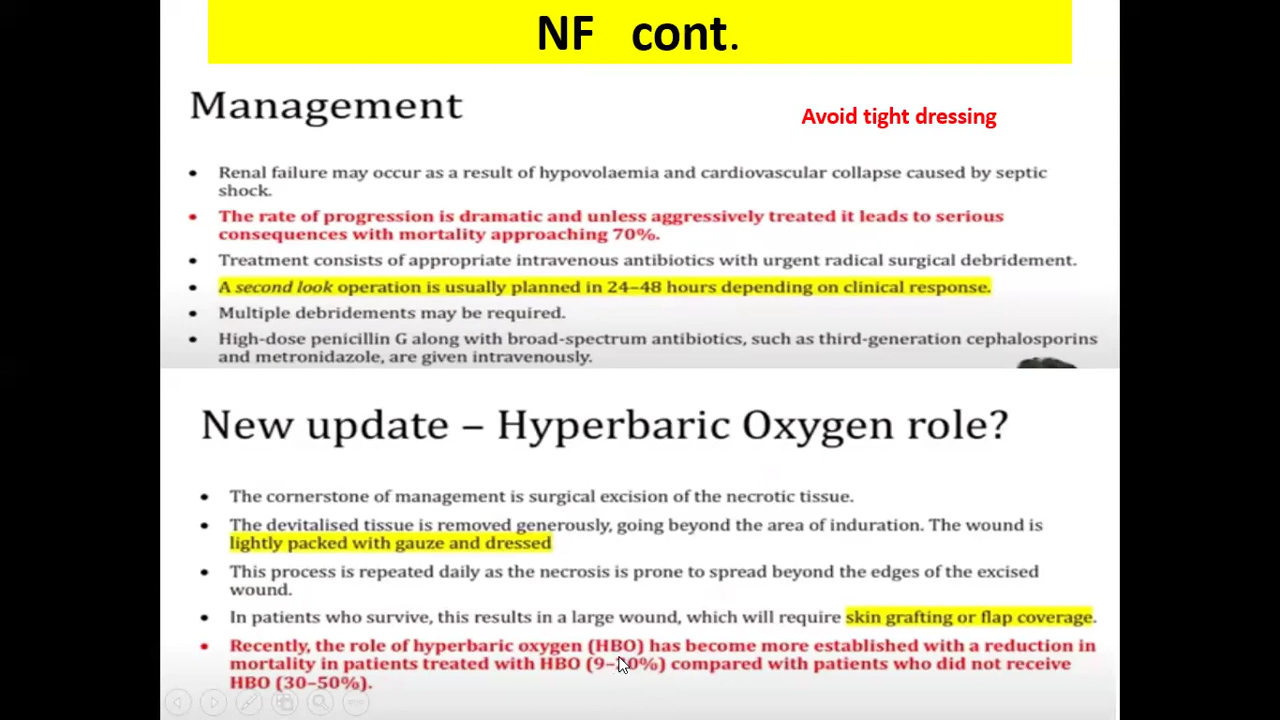 NF cont.
Management
Avoid tight dressing
• Renal failure may occur as a result of hypovolaemia and cardiovascular collapse caused by septic
shock.
• The rate of progression is dramatic and unless aggressively treated it leads to serious
consequences with mortality approaching 70%.
• Treatment consists of appropriate intravenous antibiotics with urgent radical surgical debridement.
• A second look operation is usually planned in 24–48 hours depending on clinical response.
• Multiple debridements may be required.
• High-dose penicillin G along with broad-spectrum antibiotics, such as third-generation cephalosporins
and metronidazole, are given intravenously.
New update – Hyperbaric Oxygen role?
• The cornerstone of management is surgical excision of the necrotic tissue.
• The devitalised tissue is removed generously, going beyond the area of induration. The wound is
lightly packed with gauze and dressed
• This process is repeated daily as the necrosis is prone to spread beyond the edges of the excised
wound.
• In patients who survive, this results in a large wound, which will require skin grafting or flap coverage.
• Recently, the role of hyperbaric oxygen (HBO) has become more established with a reduction in
mortality in patients treated with HBO compared with patients who did not receive
HBO (30–50%).